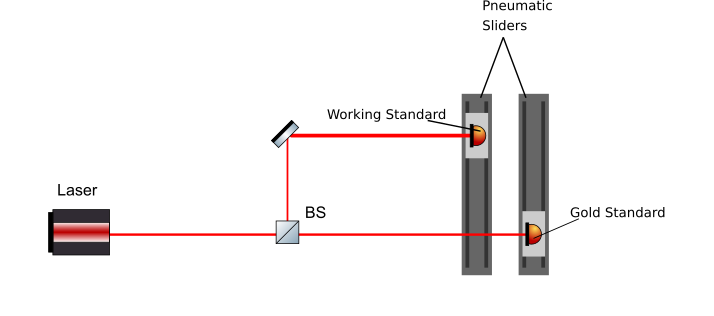 Pneumatic
Sliders
Working Standard
Laser
BS
Gold Standard